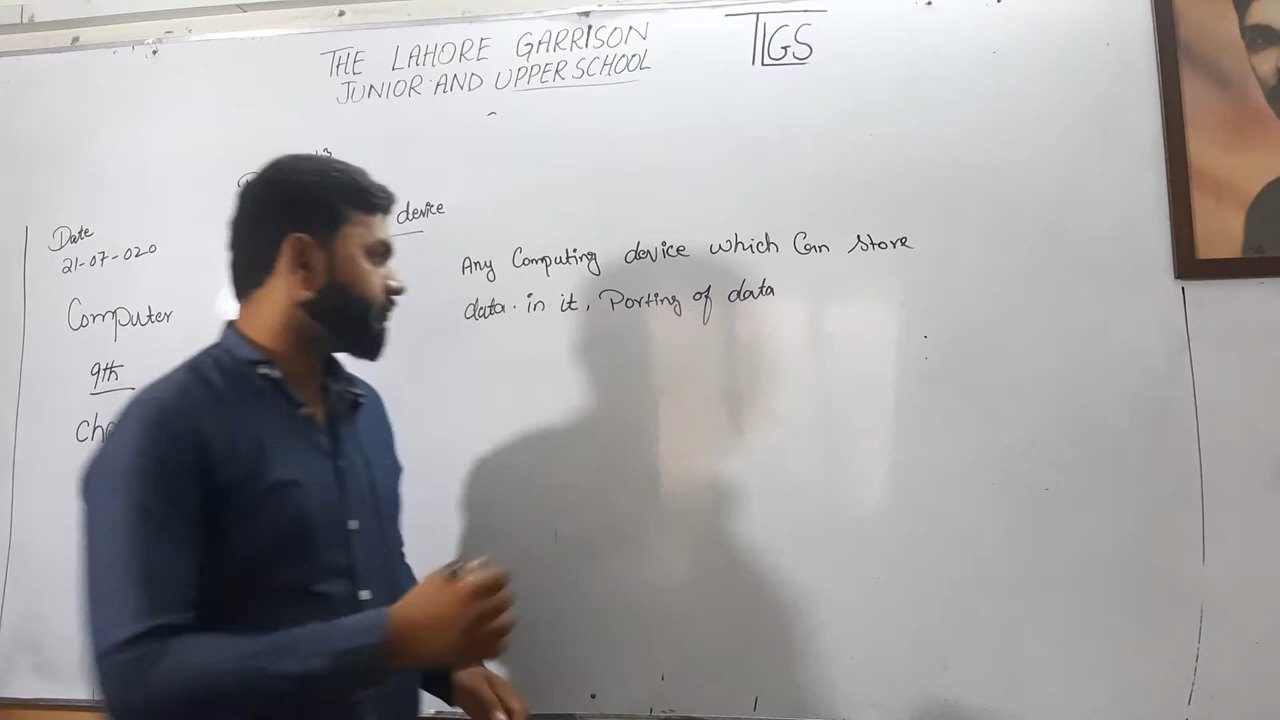 THE LAHORE GARRISON
JUNIOR AND UPPER SCHOOL
TLGS
device
Date
21-07-020
Computer
9th
Any Computing device which Can store
data in it, Porting of data